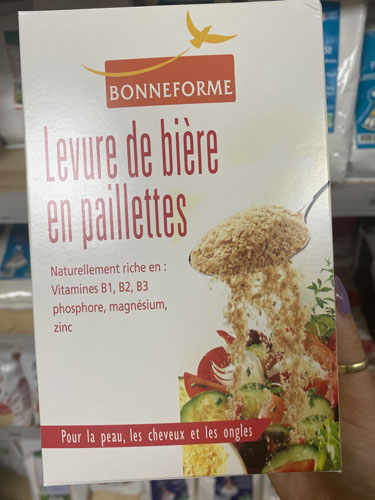 BONNEFORME
Levure de bière
en paillettes
Naturellement riche en :
Vitamines B1, B2, B3
phosphore, magnésium,
zinc
Pour la peau, les cheveux et les ongles